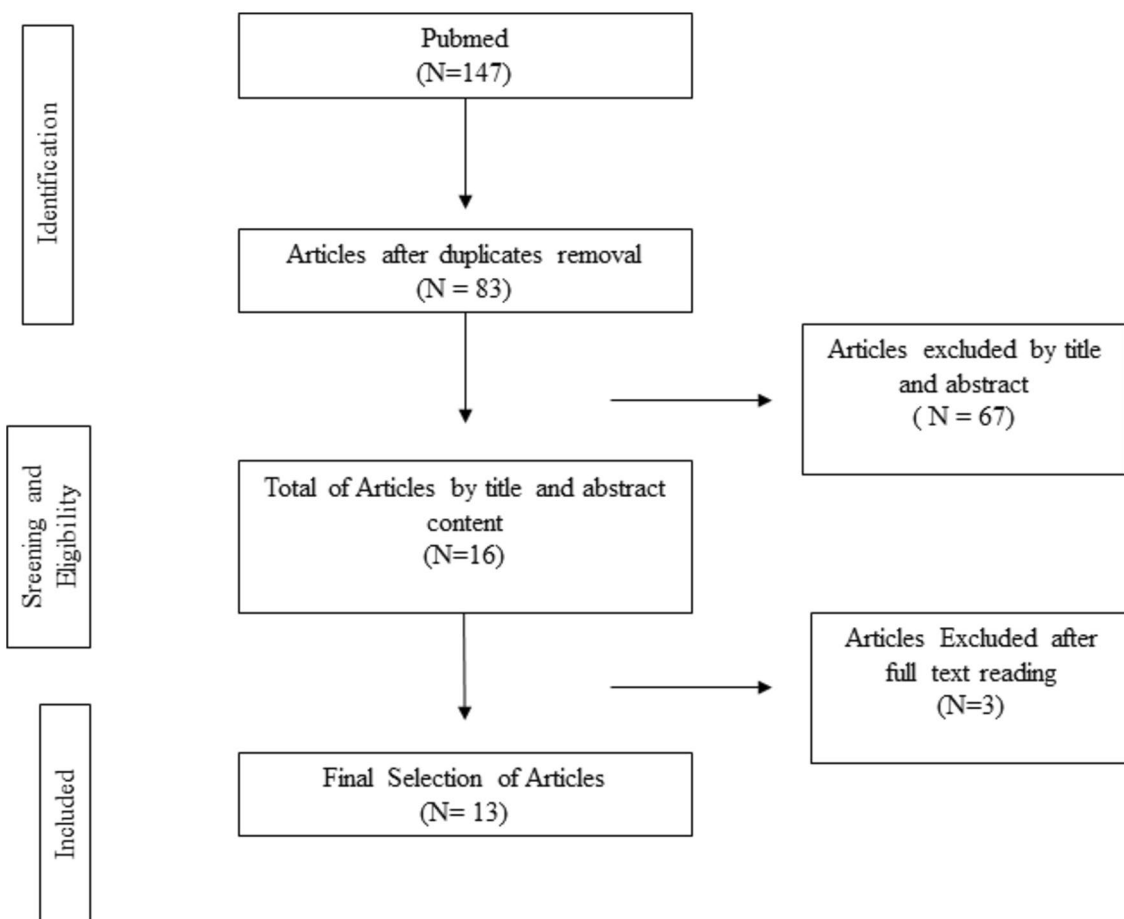 Identification
Pubmed
(N=147)
Articles after duplicates removal
(N = 83)
Articles excluded by title
and abstract
( N = 67)
Sreening and
Eligibility
Total of Articles by title and abstract
content
(N=16)
Articles Excluded after
full text reading
(N=3)
Included
Final Selection of Articles
(N= 13)